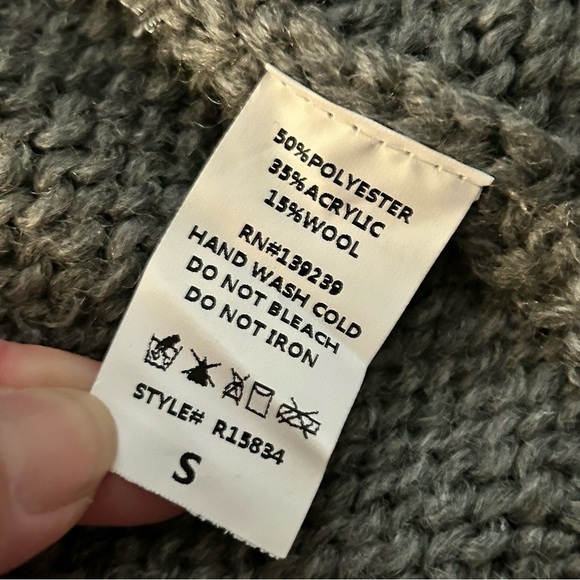 50%POLYESTER
35%ACRYLIC
15%WOOL
RN#139239
HAND WASH COLD
DO NOT BLEACH
DO NOT IRON
STYLE# R15834
S